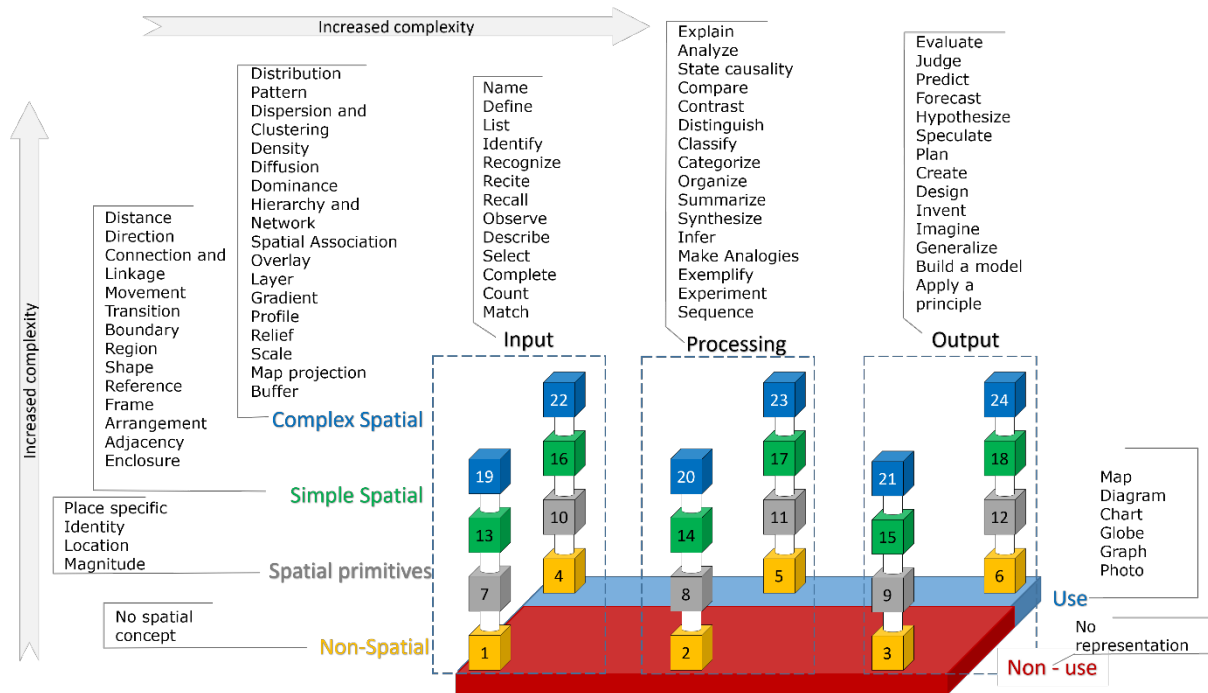 Increased complexity
Increased complexity
Distance
Direction
Connection and
Linkage
Movement
Transition
Boundary
Region
Shape
Reference
Frame
Arrangement
Adjacency
Enclosure
Distribution
Pattern
Dispersion and
Clustering
Density
Diffusion
Dominance
Hierarchy and
Network
Spatial Association
Overlay
Layer
Gradient
Profile
Relief
Scale
Map projection
Buffer
Name
Define
List
Identify
Recognize
Recite
Recall
Observe
Describe
Select
Complete
Count
Match
Explain
Analyze
State causality
Compare
Contrast
Distinguish
Classify
Categorize
Organize
Summarize
Synthesize
Infer
Make Analogies
Exemplify
Experiment
Sequence
Evaluate
Judge
Predict
Forecast
Hypothesize
Speculate
Plan
Create
Design
Invent
Imagine
Generalize
Build a model
Apply a
principle
Input
Processing
Output
Complex Spatial
Simple Spatial
Place specific
Identity
Location
Magnitude
Spatial primitives
No spatial
concept
Non-Spatial
22
16
10
4
19
13
7
1
23
17
11
5
20
14
8
2
24
18
12
6
21
15
9
3
Map
Diagram
Chart
Globe
Graph
Photo
Use
No
representation
Non - use